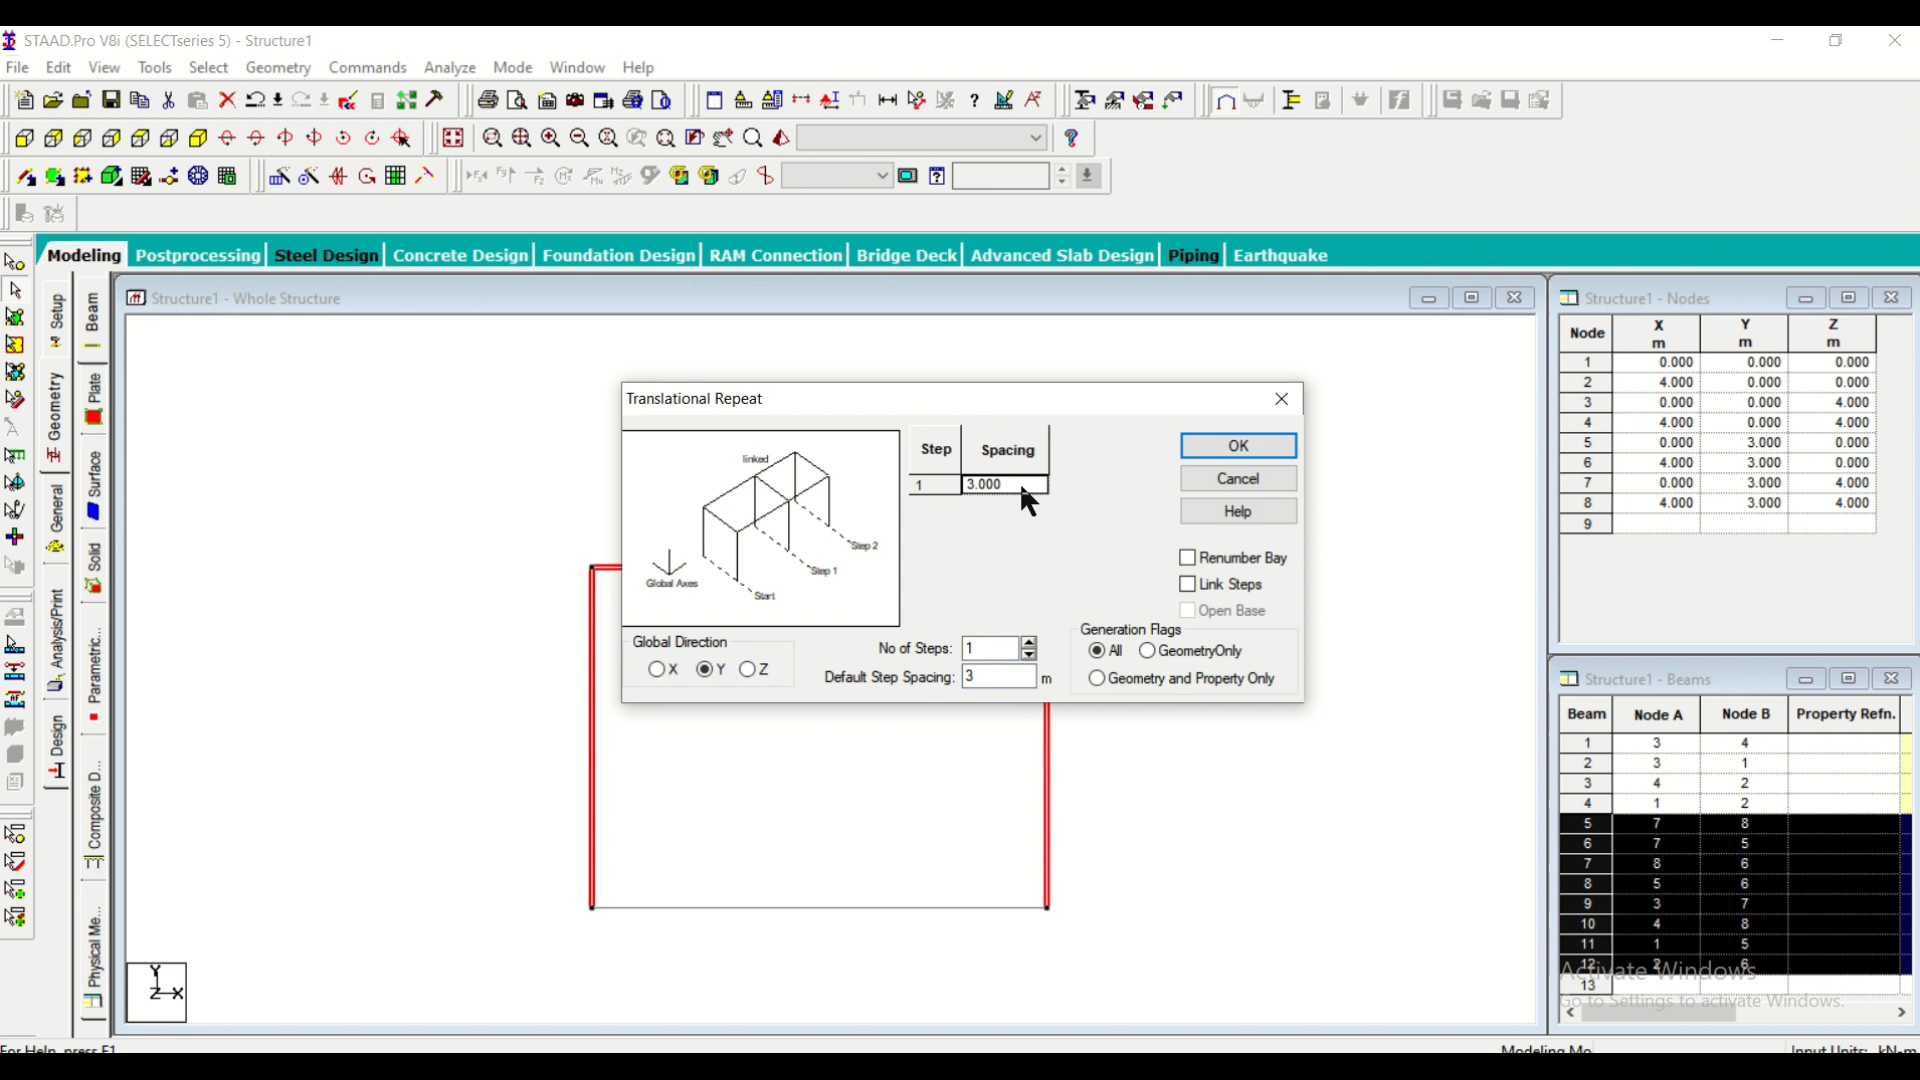 STAAD.Pro V8i (SELECTseries 5) - Structure1
File Edit View Tools Select Geometry Commands Analyze Mode Window Help
Modeling Postprocessing Steel Design Concrete Design Foundation Design RAM Connection Bridge Deck Advanced Slab Design Piping Earthquake
Setup
Geometry
General
Analysis/Print
Design
Beam
Plate
Surface
Solid
Parametric...
Composite D...
Physical Me...
Structure1 - Whole Structure
Translational Repeat
linked
Step 2
Step 1
Start
Global Axes
Step Spacing
1 3.000
OK
Cancel
Help
Renumber Bay
Link Steps
Open Base
Global Direction
X Y Z
No of Steps: 1
Default Step Spacing: 3 m
Generation Flags
All GeometryOnly
Geometry and Property Only
Y
Z X
Structure1 - Nodes
Node X m Y m Z m
1 0.000 0.000 0.000
2 4.000 0.000 0.000
3 0.000 0.000 4.000
4 4.000 0.000 4.000
5 0.000 3.000 0.000
6 4.000 3.000 0.000
7 0.000 3.000 4.000
8 4.000 3.000 4.000
9
Structure1 - Beams
Beam Node A Node B Property Refn.
1 3 4
2 3 1
3 4 2
4 1 2
5 7 8
6 7 5
7 8 6
8 5 6
9 3 7
10 4 8
11 1 5
12 2 6
13
Activate Windows
Go to Settings to activate Windows.
For Help, press F1
Modeling Mo
Input Units: kN-m